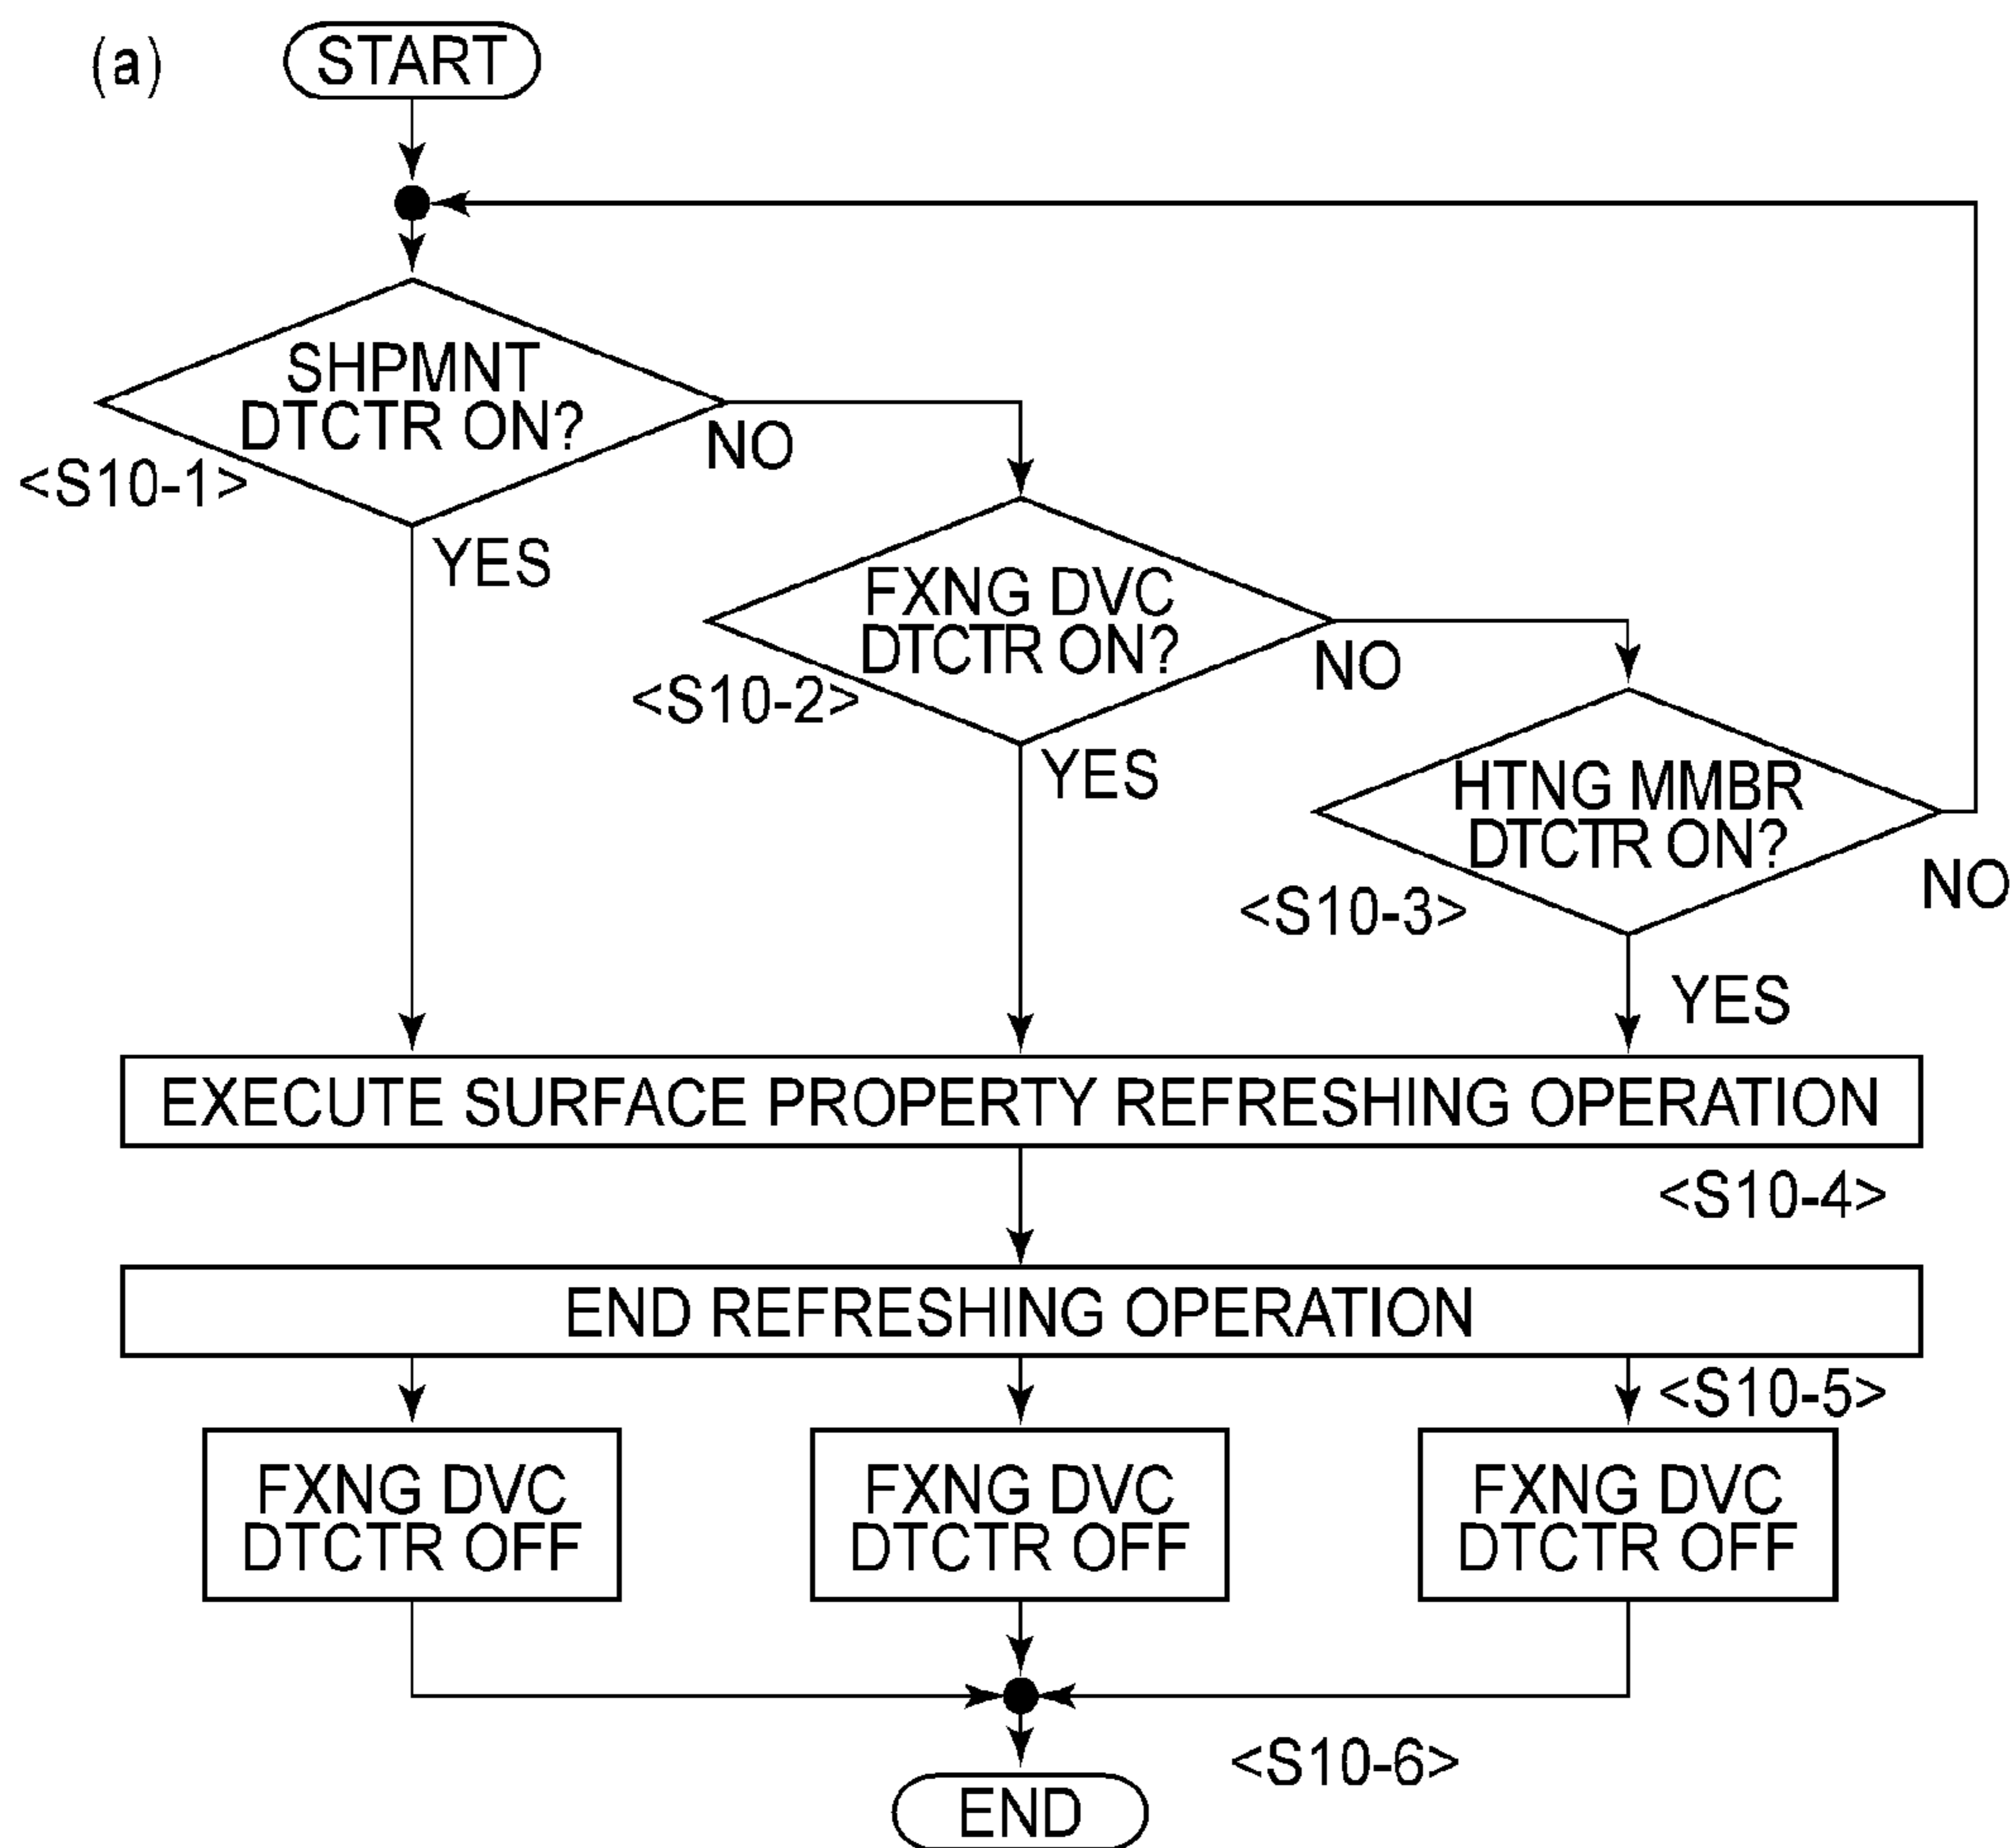 (a)
START
SHPMNT
DTCTR ON?
<S10-1>
NO
YES
FXNG DVC
DTCTR ON?
<S10-2>
NO
YES
HTNG MMBR
DTCTR ON?
<S10-3>
NO
YES
EXECUTE SURFACE PROPERTY REFRESHING OPERATION
<S10-4>
END REFRESHING OPERATION
<S10-5>
FXNG DVC
DTCTR OFF
FXNG DVC
DTCTR OFF
FXNG DVC
DTCTR OFF
<S10-6>
END